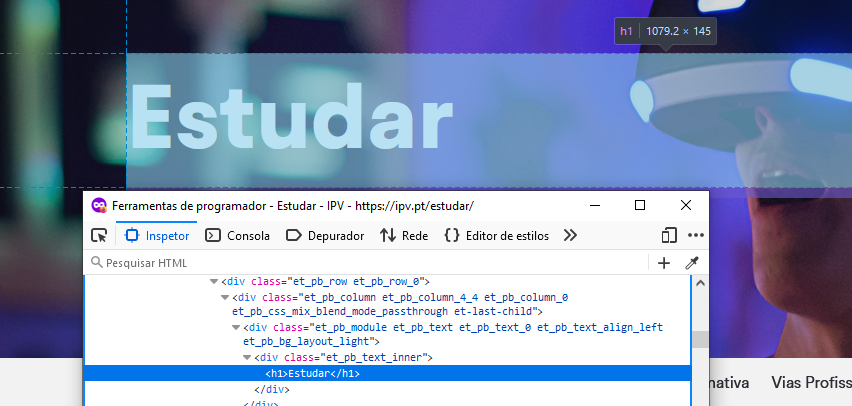 h1 1079.2 × 145
Estudar
Ferramentas de programador - Estudar - IPV - https://ipv.pt/estudar/
Inspetor Consola Depurador Rede Editor de estilos
Pesquisar HTML
<div class="et_pb_row et_pb_row_0">
<div class="et_pb_column et_pb_column_4_4 et_pb_column_0
et_pb_css_mix_blend_mode_passthrough et-last-child">
<div class="et_pb_module et_pb_text et_pb_text_0 et_pb_text_align_left
et_pb_bg_layout_light">
<div class="et_pb_text_inner">
<h1>Estudar</h1>
</div>
</div>
mativa Vias Profiss